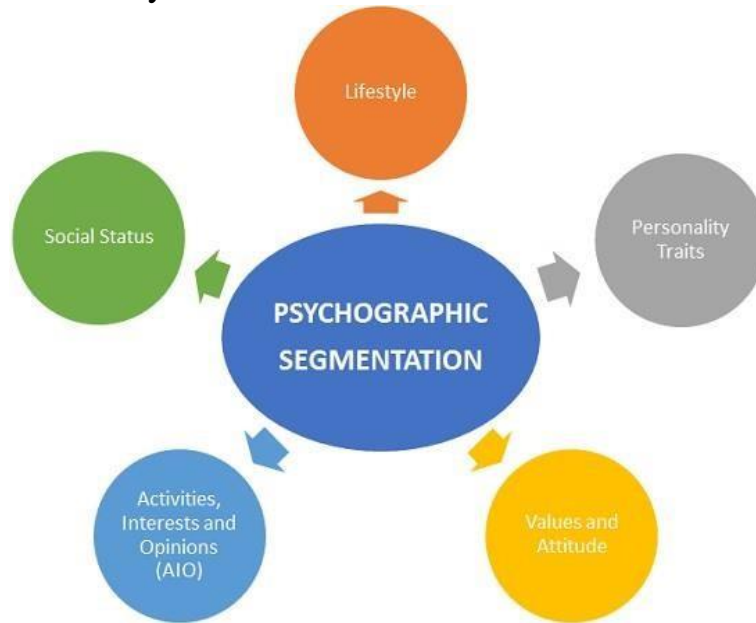 Lifestyle
Social Status
Personality
Traits
PSYCHOGRAPHIC
SEGMENTATION
Activities,
Interests and
Opinions
(AIO)
Values and
Attitude